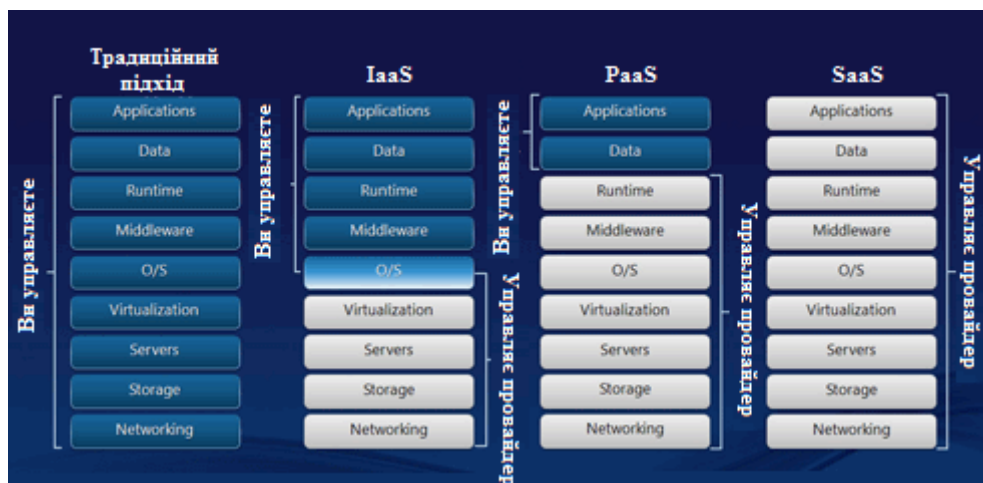 Традиційний
підхід
Ви управляєте
Applications
Data
Runtime
Middleware
O/S
Virtualization
Servers
Storage
Networking
IaaS
Ви управляєте
Applications
Data
Runtime
Middleware
O/S
Virtualization
Servers
Storage
Networking
Управляє провайдер
PaaS
Ви управляєте
Applications
Data
Runtime
Middleware
O/S
Virtualization
Servers
Storage
Networking
Управляє провайдер
SaaS
Applications
Data
Runtime
Middleware
O/S
Virtualization
Servers
Storage
Networking
Управляє провайдер